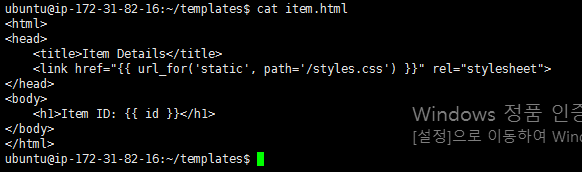 ubuntu@ip-172-31-82-16:~/templates$ cat item.html
<html>
<head>
    <title>Item Details</title>
    <link href="{{ url_for('static', path='/styles.css') }}" rel="stylesheet">
</head>
<body>
    <h1>Item ID: {{ id }}</h1>
</body>
</html>
ubuntu@ip-172-31-82-16:~/templates$
Windows 정품 인증
[설정]으로 이동하여 Wind